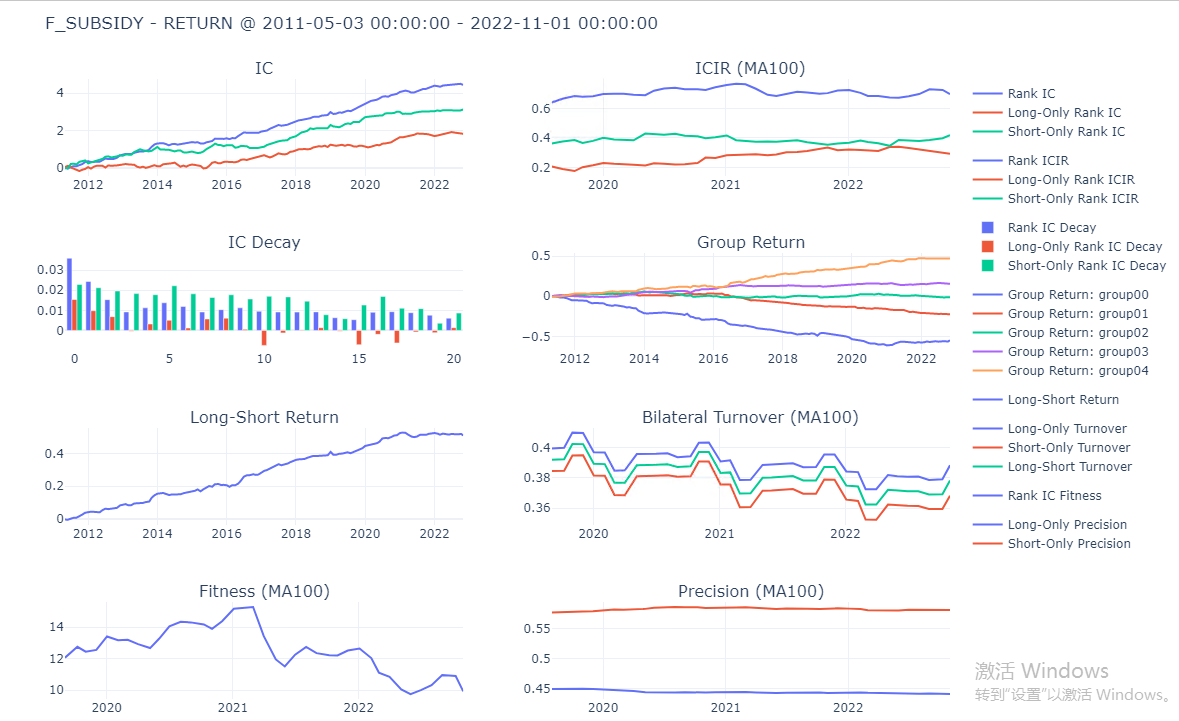 F_SUBSIDY - RETURN @ 2011-05-03 00:00:00 - 2022-11-01 00:00:00
IC
4
2
0
2012 2014 2016 2018 2020 2022
ICIR (MA100)
0.6
0.4
0.2
2020 2021 2022
IC Decay
0.03
0.02
0.01
0
0 5 10 15 20
Group Return
0.5
0
−0.5
2012 2014 2016 2018 2020 2022
Long-Short Return
0.4
0.2
0
2012 2014 2016 2018 2020 2022
Bilateral Turnover (MA100)
0.4
0.38
0.36
2020 2021 2022
Fitness (MA100)
14
12
10
2020 2021 2022
Precision (MA100)
0.55
0.5
0.45
2020 2021 2022
Rank IC
Long-Only Rank IC
Short-Only Rank IC
Rank ICIR
Long-Only Rank ICIR
Short-Only Rank ICIR
Rank IC Decay
Long-Only Rank IC Decay
Short-Only Rank IC Decay
Group Return: group00
Group Return: group01
Group Return: group02
Group Return: group03
Group Return: group04
Long-Short Return
Long-Only Turnover
Short-Only Turnover
Long-Short Turnover
Rank IC Fitness
Long-Only Precision
Short-Only Precision
激活 Windows
转到"设置"以激活 Windows。